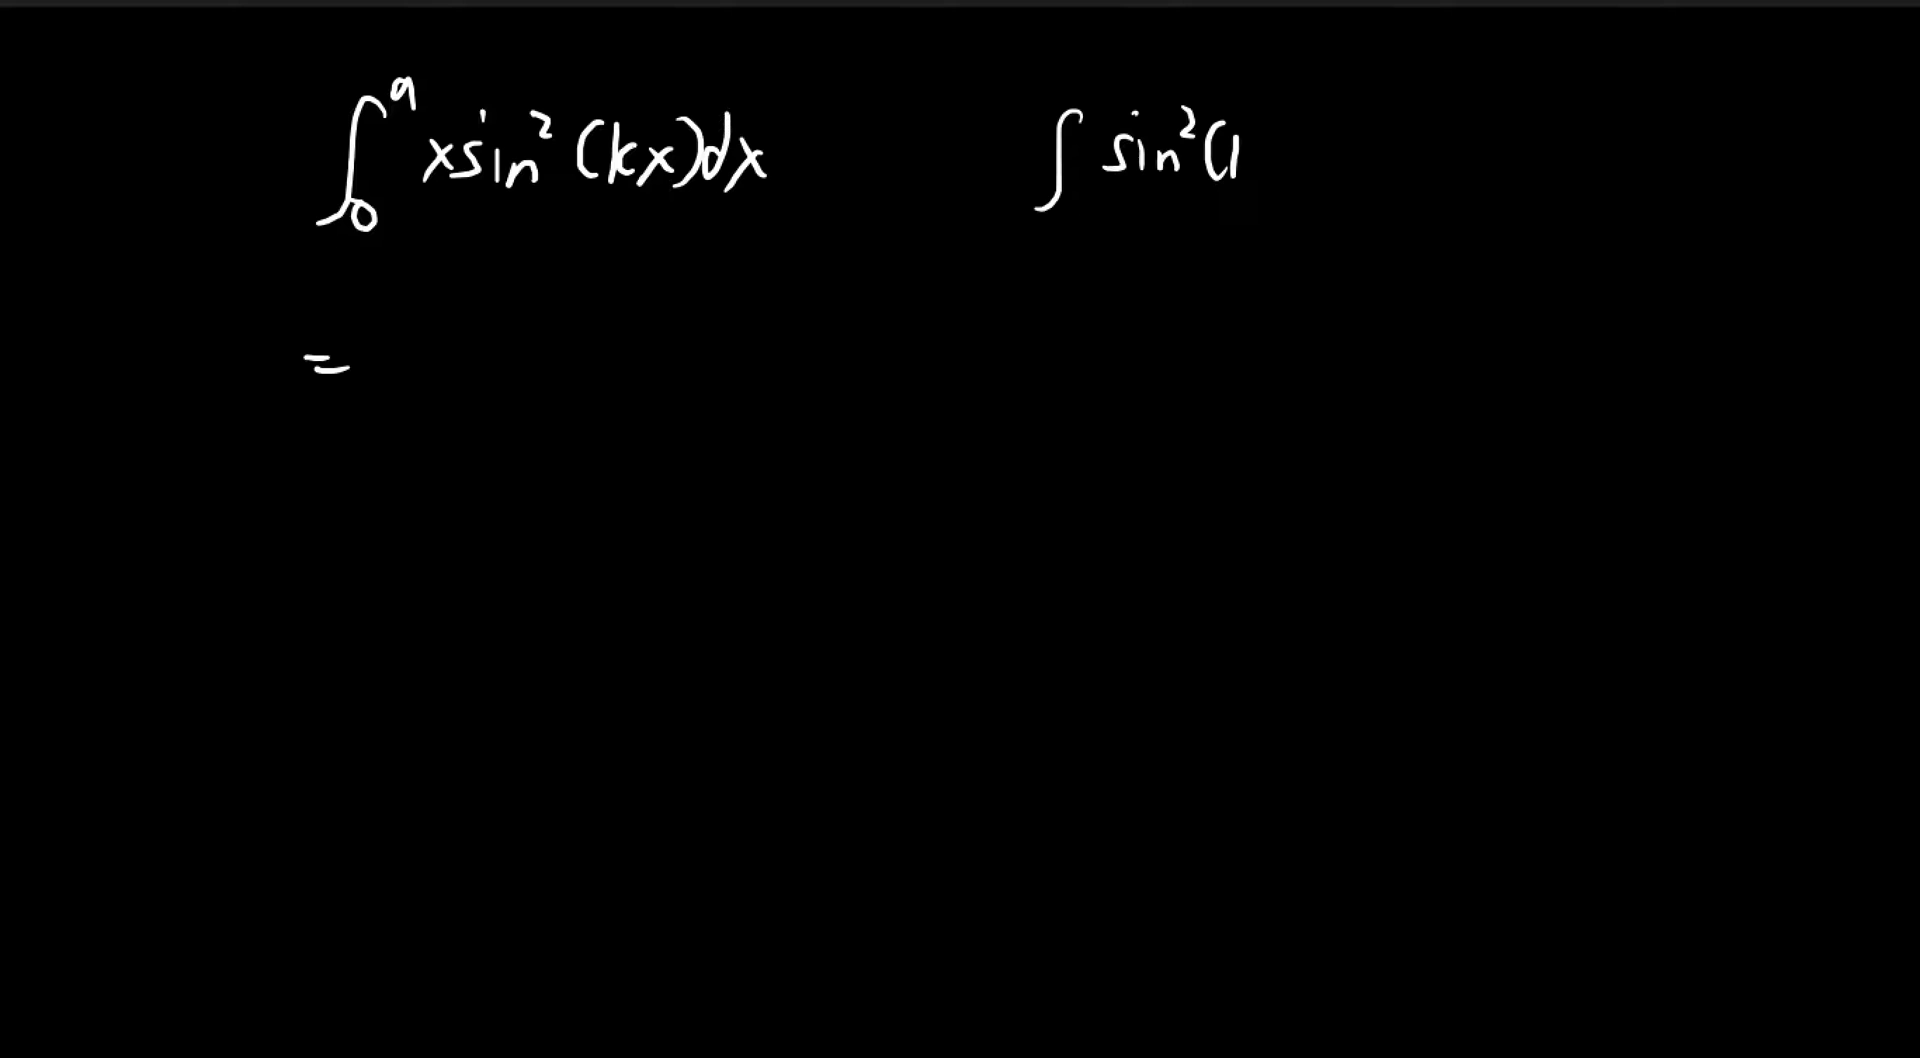 ∫₀ᵃ x sin² (kx)dx ∫ sin²(
=